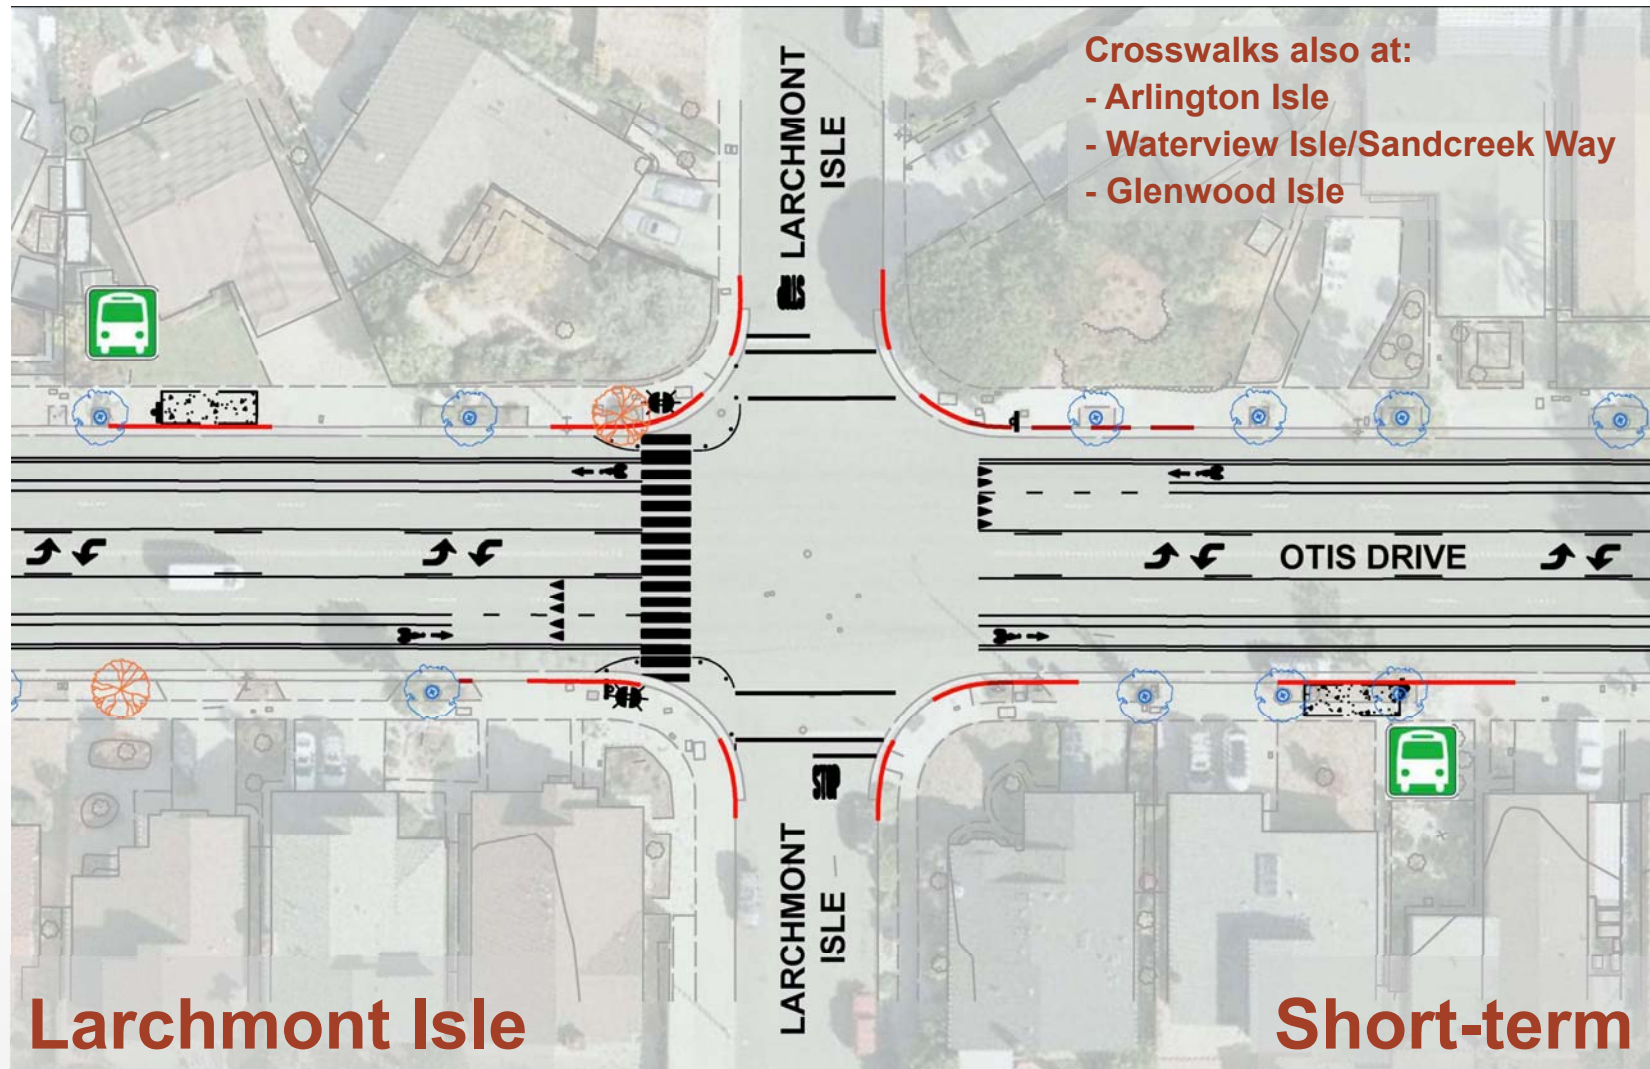 Crosswalks also at:
- Arlington Isle
- Waterview Isle/Sandcreek Way
- Glenwood Isle
LARCHMONT
ISLE
OTIS DRIVE
LARCHMONT
ISLE
Larchmont Isle
Short-term